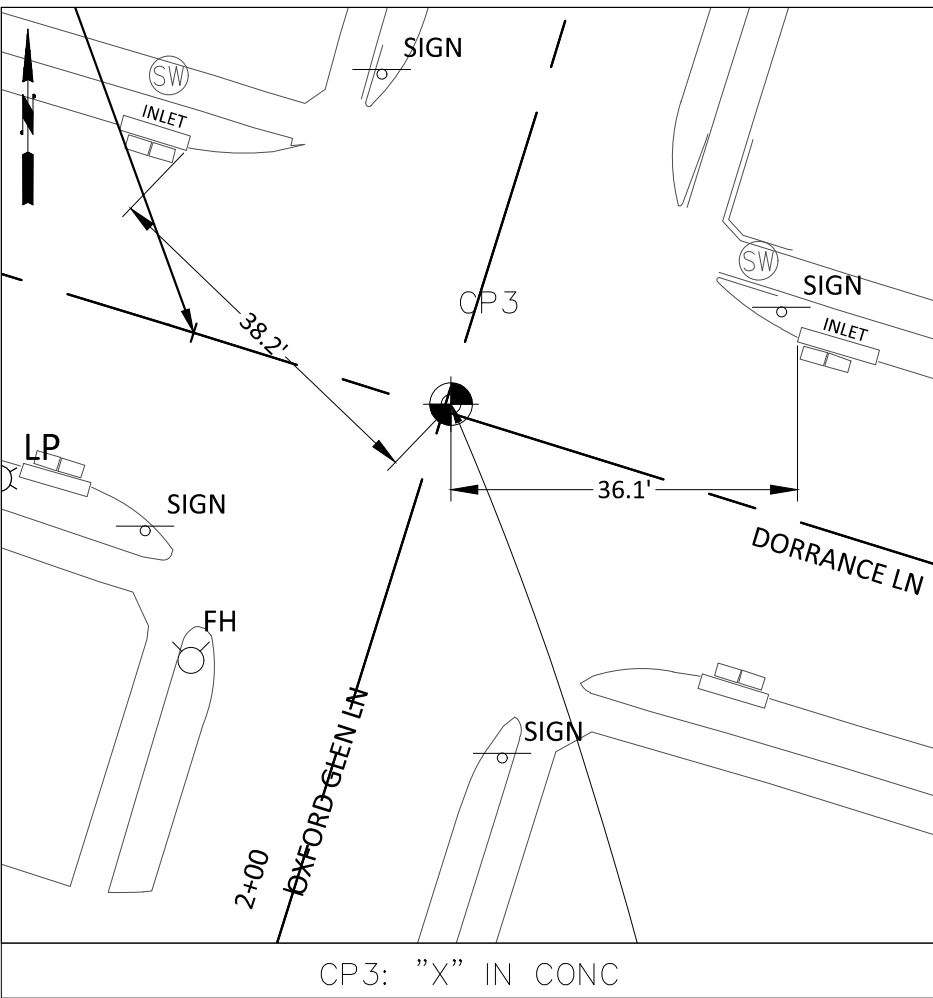 SIGN
SW
INLET
N
CP3
SW
SIGN
INLET
38.2'
LP
36.1'
SIGN
DORRANCE LN
FH
OXFORD GLEN LN
SIGN
2+00
CP3: "X" IN CONC